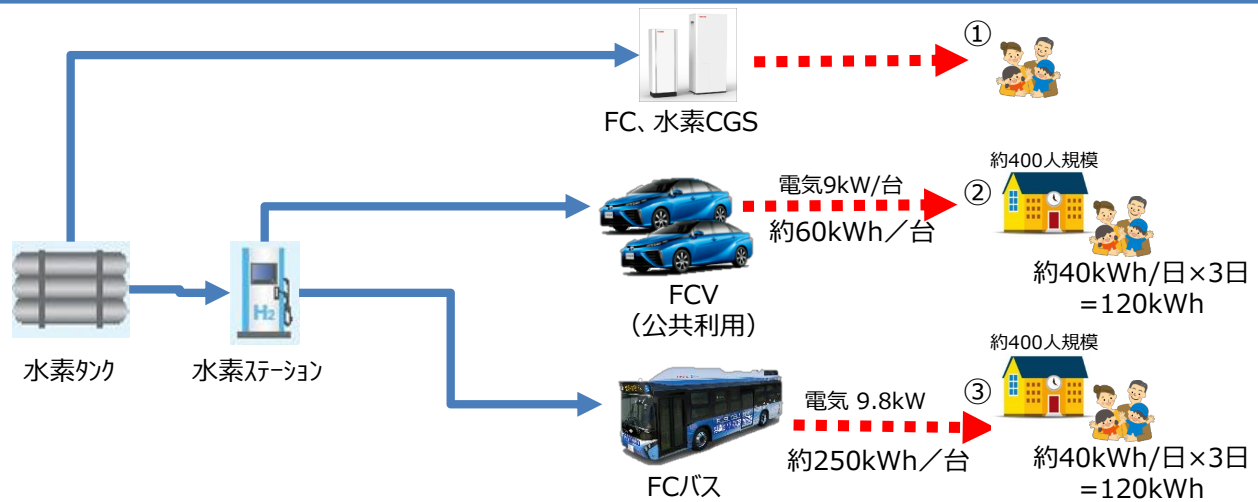 ①
FC、水素CGS
約400人規模
電気9kW/台
②
約60kWh／台
約40kWh/日×3日
=120kWh
FCV
（公共利用）
H2
水素タンク
水素ステーション
約400人規模
電気 9.8kW
③
約250kWh／台
約40kWh/日×3日
=120kWh
FCバス